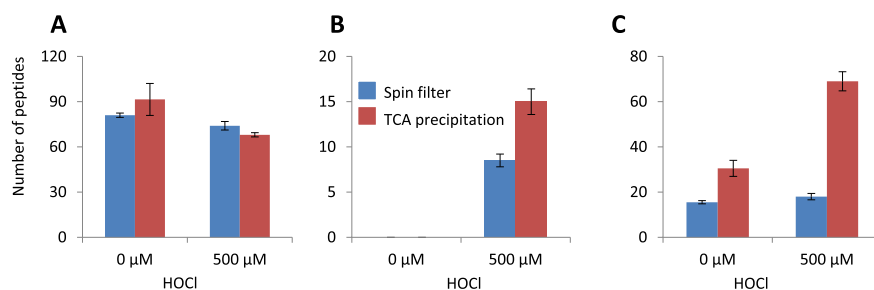 A
B
C
Number of peptides
120
90
60
30
0
0 µM
500 µM
HOCl
20
15
10
5
0
Spin filter
TCA precipitation
0 µM
500 µM
HOCl
80
60
40
20
0
0 µM
500 µM
HOCl